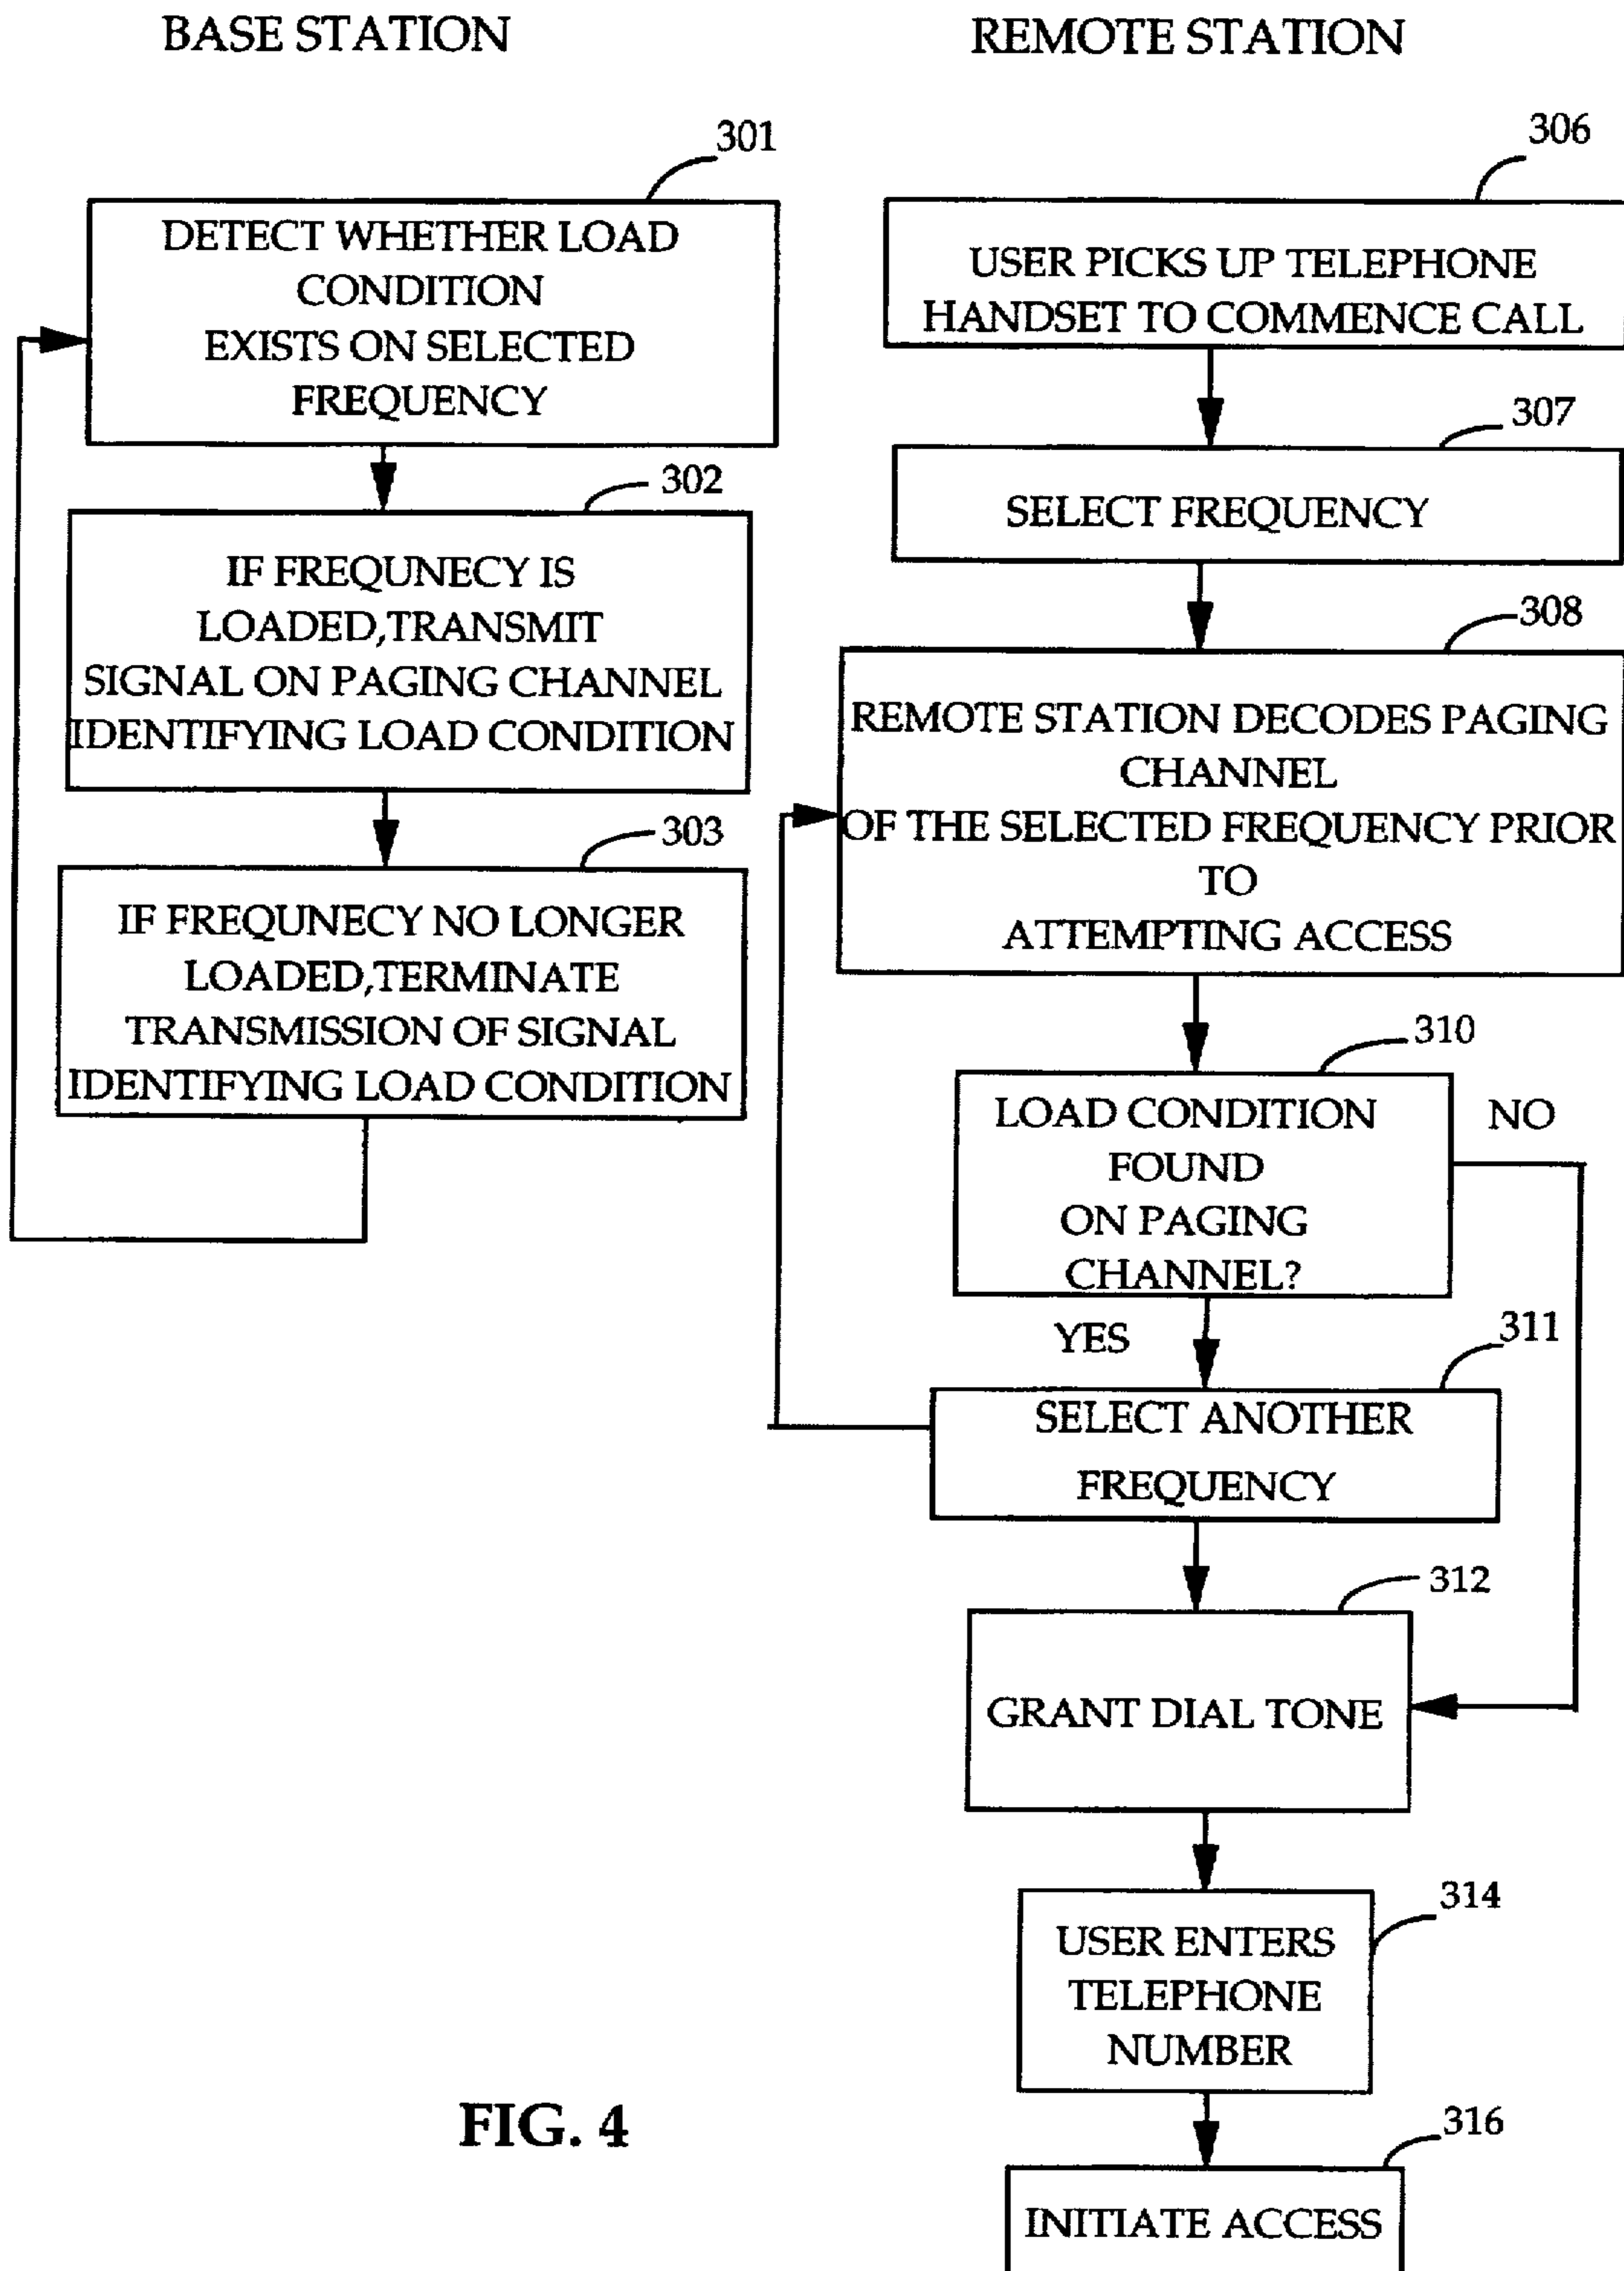 BASE STATION
REMOTE STATION
301
DETECT WHETHER LOAD
CONDITION
EXISTS ON SELECTED
FREQUENCY
302
IF FREQUNECY IS
LOADED,TRANSMIT
SIGNAL ON PAGING CHANNEL
IDENTIFYING LOAD CONDITION
303
IF FREQUNECY NO LONGER
LOADED,TERMINATE
TRANSMISSION OF SIGNAL
IDENTIFYING LOAD CONDITION
306
USER PICKS UP TELEPHONE
HANDSET TO COMMENCE CALL
307
SELECT FREQUENCY
308
REMOTE STATION DECODES PAGING
CHANNEL
OF THE SELECTED FREQUENCY PRIOR
TO
ATTEMPTING ACCESS
310
LOAD CONDITION
FOUND
ON PAGING
CHANNEL?
NO
YES
311
SELECT ANOTHER
FREQUENCY
312
GRANT DIAL TONE
314
USER ENTERS
TELEPHONE
NUMBER
316
INITIATE ACCESS
FIG. 4